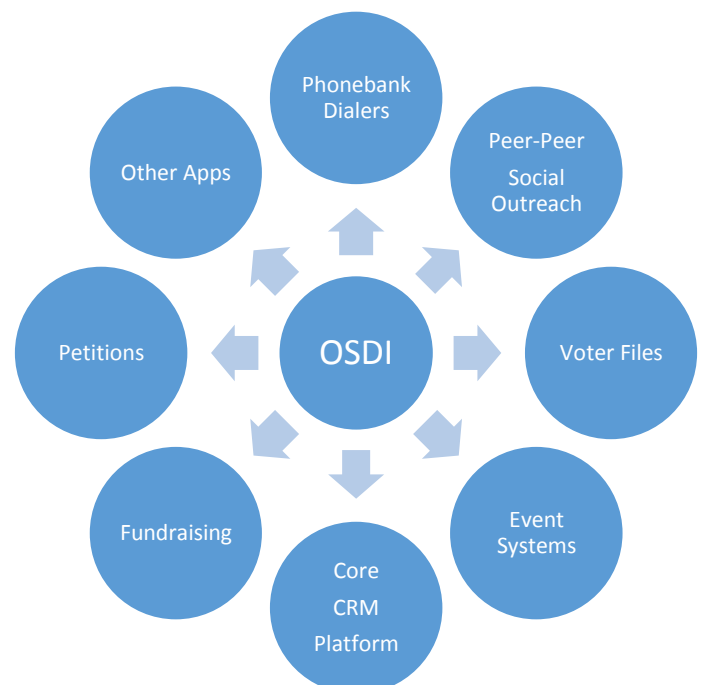 Phonebank
Dialers
Peer-Peer
Social
Outreach
Other Apps
OSDI
Petitions
Voter Files
Fundraising
Event
Systems
Core
CRM
Platform